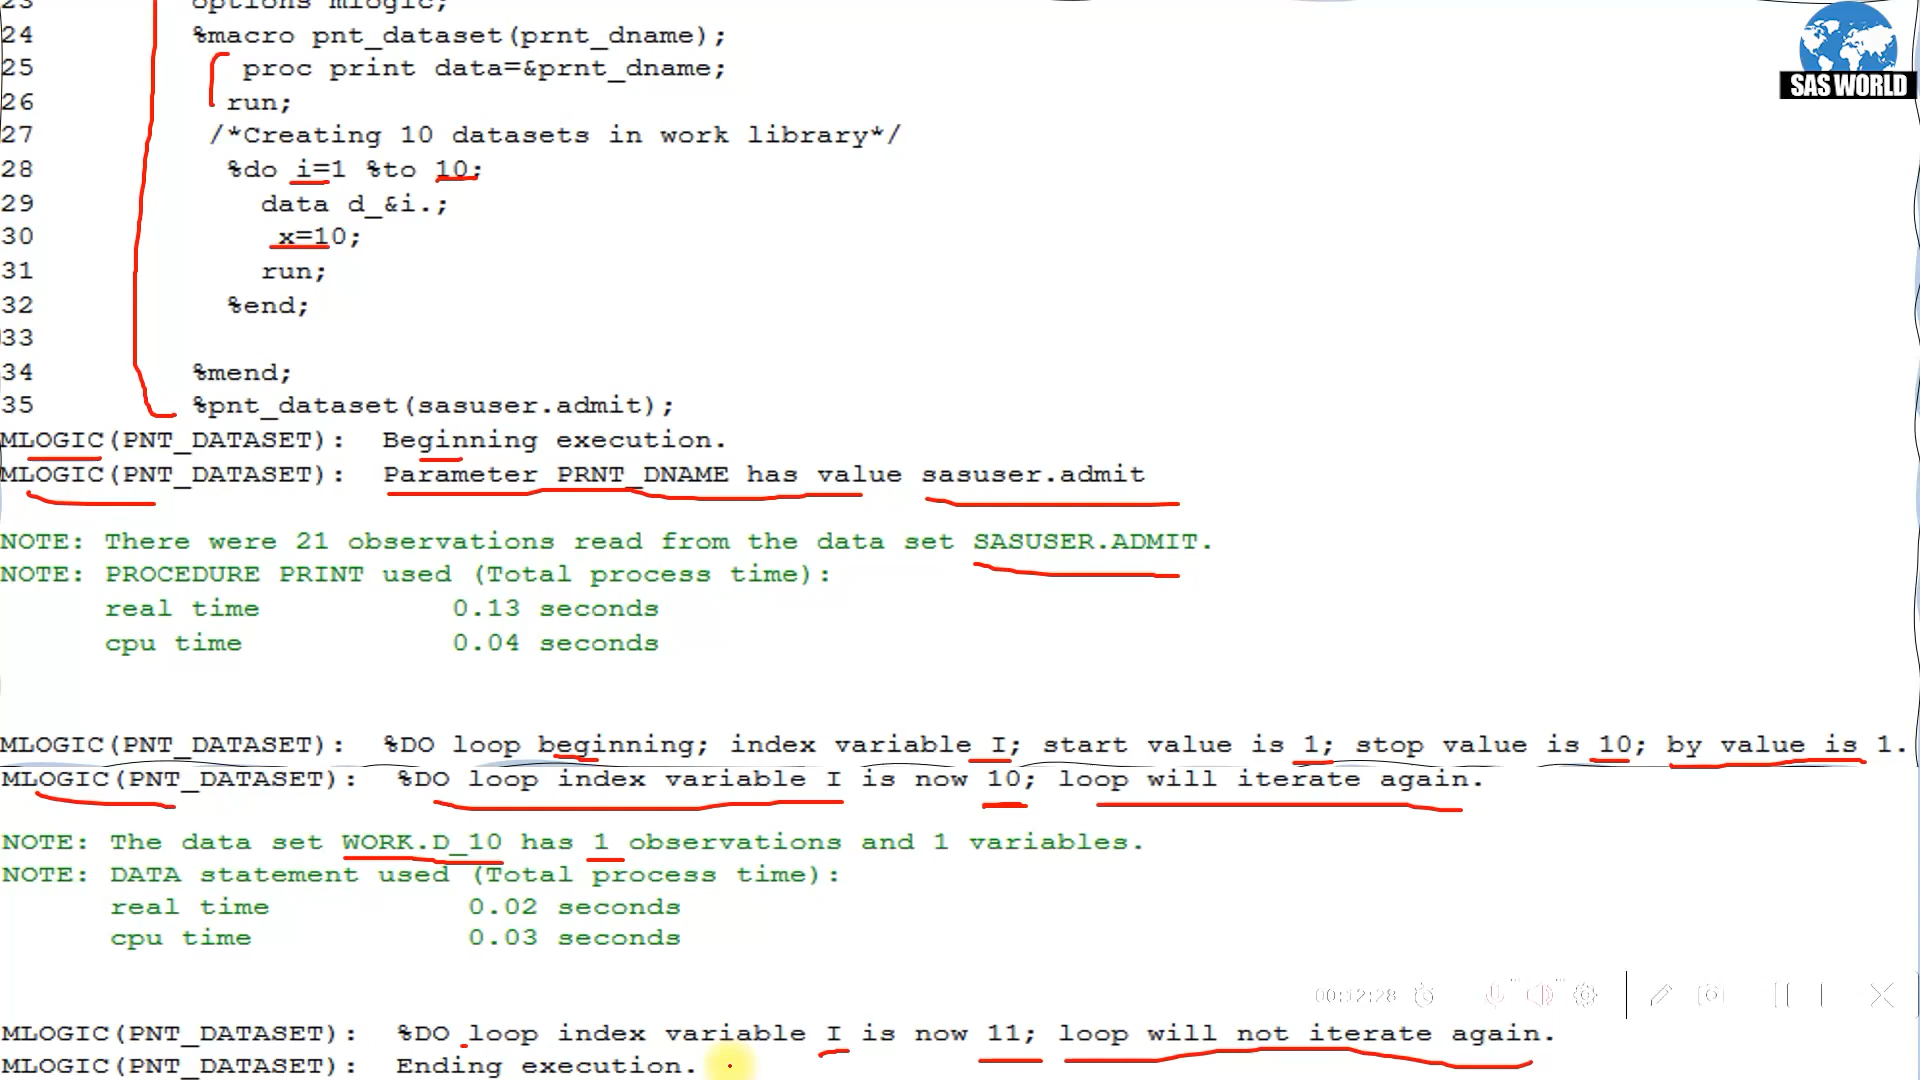 23 options mlogic;
24 %macro pnt_dataset(prnt_dname);
25 proc print data=&prnt_dname;
26 run;
27 /*Creating 10 datasets in work library*/
28 %do i=1 %to 10;
29 data d_&i.;
30 x=10;
31 run;
32 %end;
33
34 %mend;
35 %pnt_dataset(sasuser.admit);
MLOGIC(PNT_DATASET): Beginning execution.
MLOGIC(PNT_DATASET): Parameter PRNT_DNAME has value sasuser.admit
NOTE: There were 21 observations read from the data set SASUSER.ADMIT.
NOTE: PROCEDURE PRINT used (Total process time):
real time 0.13 seconds
cpu time 0.04 seconds
MLOGIC(PNT_DATASET): %DO loop beginning; index variable I; start value is 1; stop value is 10; by value is 1.
MLOGIC(PNT_DATASET): %DO loop index variable I is now 10; loop will iterate again.
NOTE: The data set WORK.D_10 has 1 observations and 1 variables.
NOTE: DATA statement used (Total process time):
real time 0.02 seconds
cpu time 0.03 seconds
00:12:28
MLOGIC(PNT_DATASET): %DO loop index variable I is now 11; loop will not iterate again.
MLOGIC(PNT_DATASET): Ending execution.
SAS WORLD